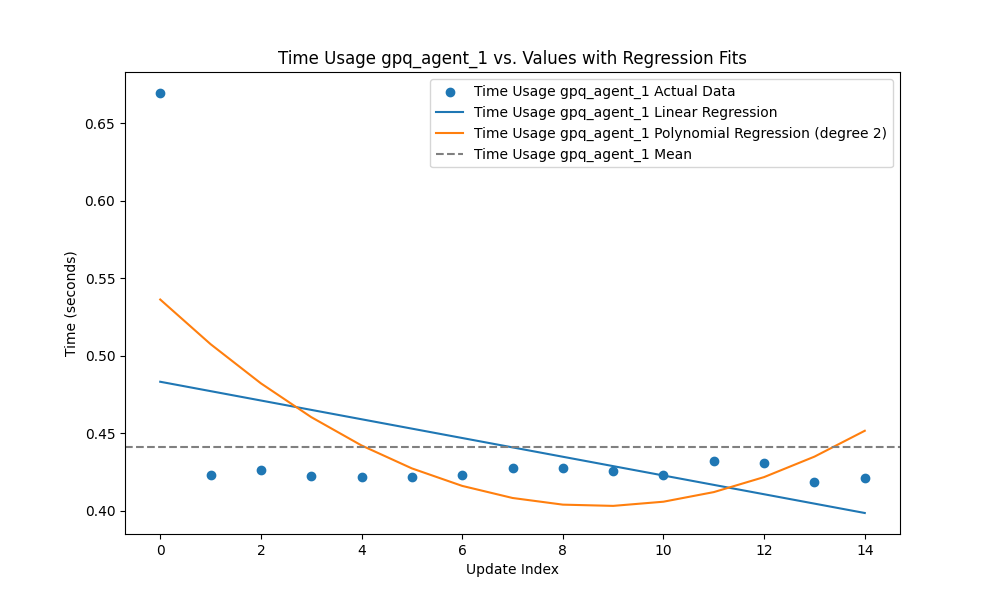 Time Usage gpq_agent_1 vs. Values with Regression Fits
Time Usage gpq_agent_1 Actual Data
Time Usage gpq_agent_1 Linear Regression
Time Usage gpq_agent_1 Polynomial Regression (degree 2)
Time Usage gpq_agent_1 Mean
Time (seconds)
0.65
0.60
0.55
0.50
0.45
0.40
0 2 4 6 8 10 12 14
Update Index